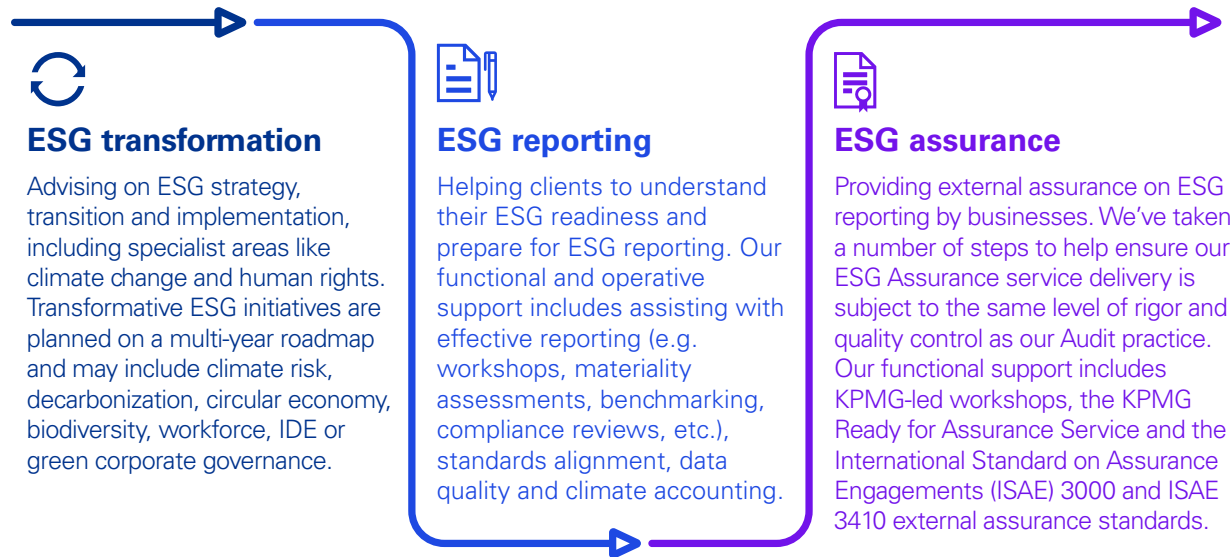 ESG transformation
Advising on ESG strategy,
transition and implementation,
including specialist areas like
climate change and human rights.
Transformative ESG initiatives are
planned on a multi-year roadmap
and may include climate risk,
decarbonization, circular economy,
biodiversity, workforce, IDE or
green corporate governance.
ESG reporting
Helping clients to understand
their ESG readiness and
prepare for ESG reporting. Our
functional and operative
support includes assisting with
effective reporting (e.g.
workshops, materiality
assessments, benchmarking,
compliance reviews, etc.),
standards alignment, data
quality and climate accounting.
ESG assurance
Providing external assurance on ESG
reporting by businesses. We’ve taken
a number of steps to help ensure our
ESG Assurance service delivery is
subject to the same level of rigor and
quality control as our Audit practice.
Our functional support includes
KPMG-led workshops, the KPMG
Ready for Assurance Service and the
International Standard on Assurance
Engagements (ISAE) 3000 and ISAE
3410 external assurance standards.